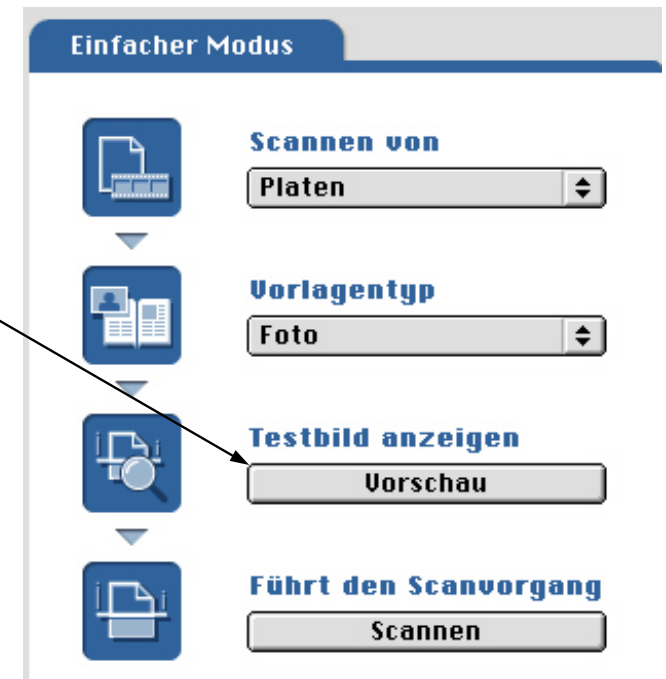 Einfacher Modus
Scannen von
Platen
Vorlagentyp
Foto
Testbild anzeigen
Vorschau
Führt den Scanvorgang
Scannen